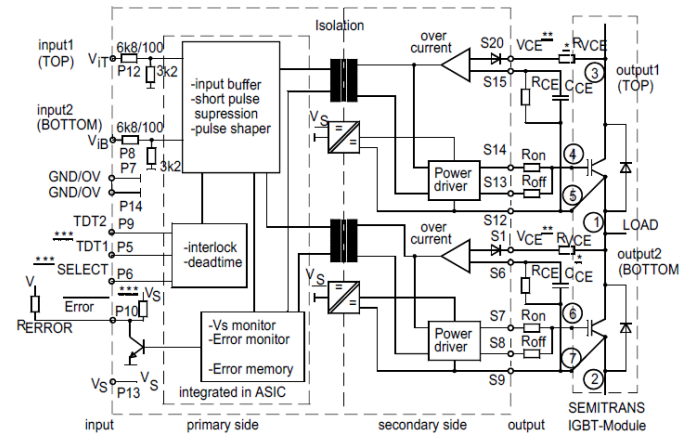 Isolation
input1
(TOP)
ViT
6k8/100
P12
3k2
-input buffer
-short pulse
supression
-pulse shaper
over
current
S20
VCE
**
*
RVCE
3
output1
(TOP)
S15
RCE
CCE
input2
(BOTTOM)
6k8/100
ViB
P8
3k2
P7
GND/OV
GND/OV
P14
VS
=
=
S14
Ron
4
Power
driver
S13
Roff
5
S12
1
LOAD
TDT2
P9
***
TDT1
P5
***
SELECT
P6
-interlock
-deadtime
over
current
S1
VCE
**
RVCE
*
output2
(BOTTOM
S6
RCE
CCE
VS
=
=
V
Error
***
VS
P10
RERROR
-Vs monitor
-Error monitor
-Error memory
integrated in ASIC
S7
Ron
6
Power
driver
S8
Roff
7
S9
2
VS
P13
VS
input
primary side
secondary side
output
SEMITRANS
IGBT-Module